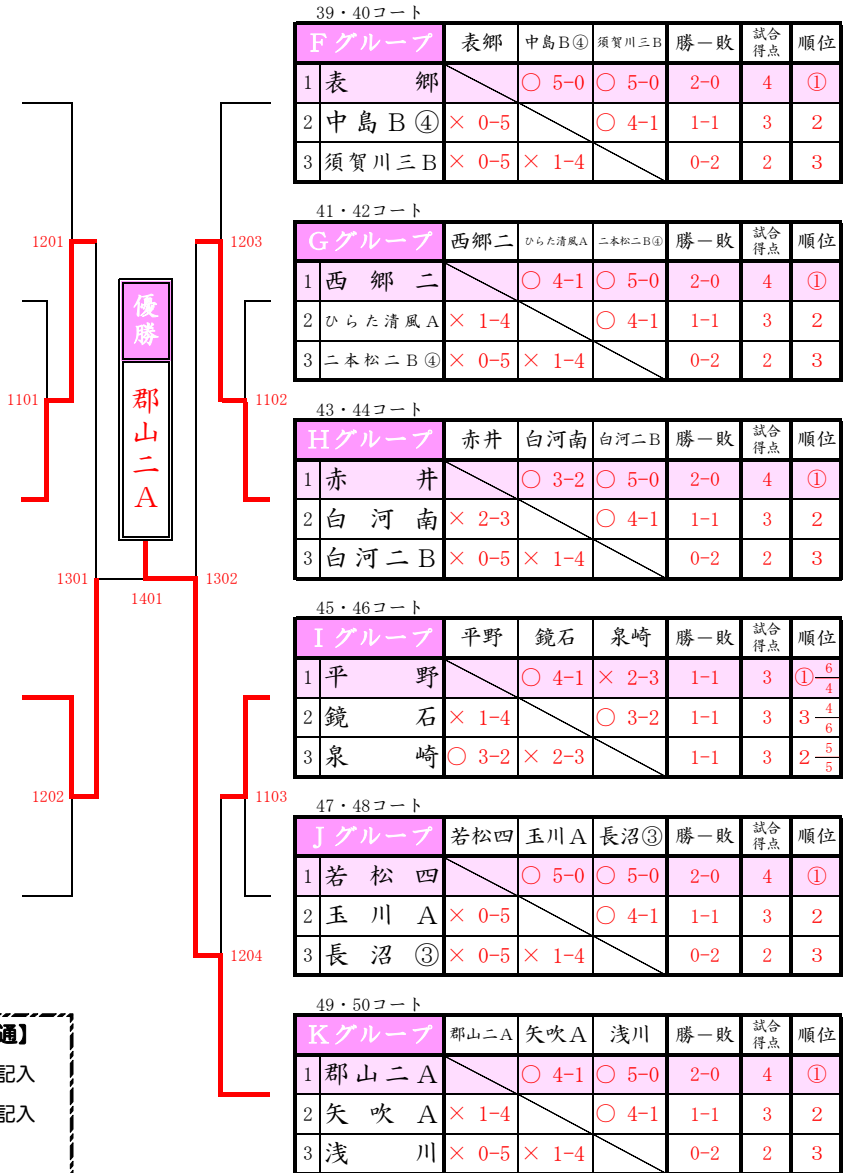 39・40コート
Fグループ 表郷 中島B④ 須賀川三B 勝－敗 試合得点 順位
1 表郷 ○ 5-0 ○ 5-0 2-0 4 ①
2 中島B④ × 0-5 ○ 4-1 1-1 3 2
3 須賀川三B × 0-5 × 1-4 0-2 2 3
41・42コート
Gグループ 西郷二 ひらた清風A 二本松二B④ 勝－敗 試合得点 順位
1 西郷二 ○ 4-1 ○ 5-0 2-0 4 ①
2 ひらた清風A × 1-4 ○ 4-1 1-1 3 2
3 二本松二B④ × 0-5 × 1-4 0-2 2 3
43・44コート
Hグループ 赤井 白河南 白河二B 勝－敗 試合得点 順位
1 赤井 ○ 3-2 ○ 5-0 2-0 4 ①
2 白河南 × 2-3 ○ 4-1 1-1 3 2
3 白河二B × 0-5 × 1-4 0-2 2 3
45・46コート
Iグループ 平野 鏡石 泉崎 勝－敗 試合得点 順位
1 平野 ○ 4-1 × 2-3 1-1 3 ① 6/4
2 鏡石 × 1-4 ○ 3-2 1-1 3 3 4/6
3 泉崎 ○ 3-2 × 2-3 1-1 3 2 5/5
47・48コート
Jグループ 若松四 玉川A 長沼③ 勝－敗 試合得点 順位
1 若松四 ○ 5-0 ○ 5-0 2-0 4 ①
2 玉川A × 0-5 ○ 4-1 1-1 3 2
3 長沼③ × 0-5 × 1-4 0-2 2 3
49・50コート
Kグループ 郡山二A 矢吹A 浅川 勝－敗 試合得点 順位
1 郡山二A ○ 4-1 ○ 5-0 2-0 4 ①
2 矢吹A × 1-4 ○ 4-1 1-1 3 2
3 浅川 × 0-5 × 1-4 0-2 2 3
1201
1203
優勝
郡山二A
1101
1102
1301
1302
1401
1202
1103
1204
通】
記入
記入